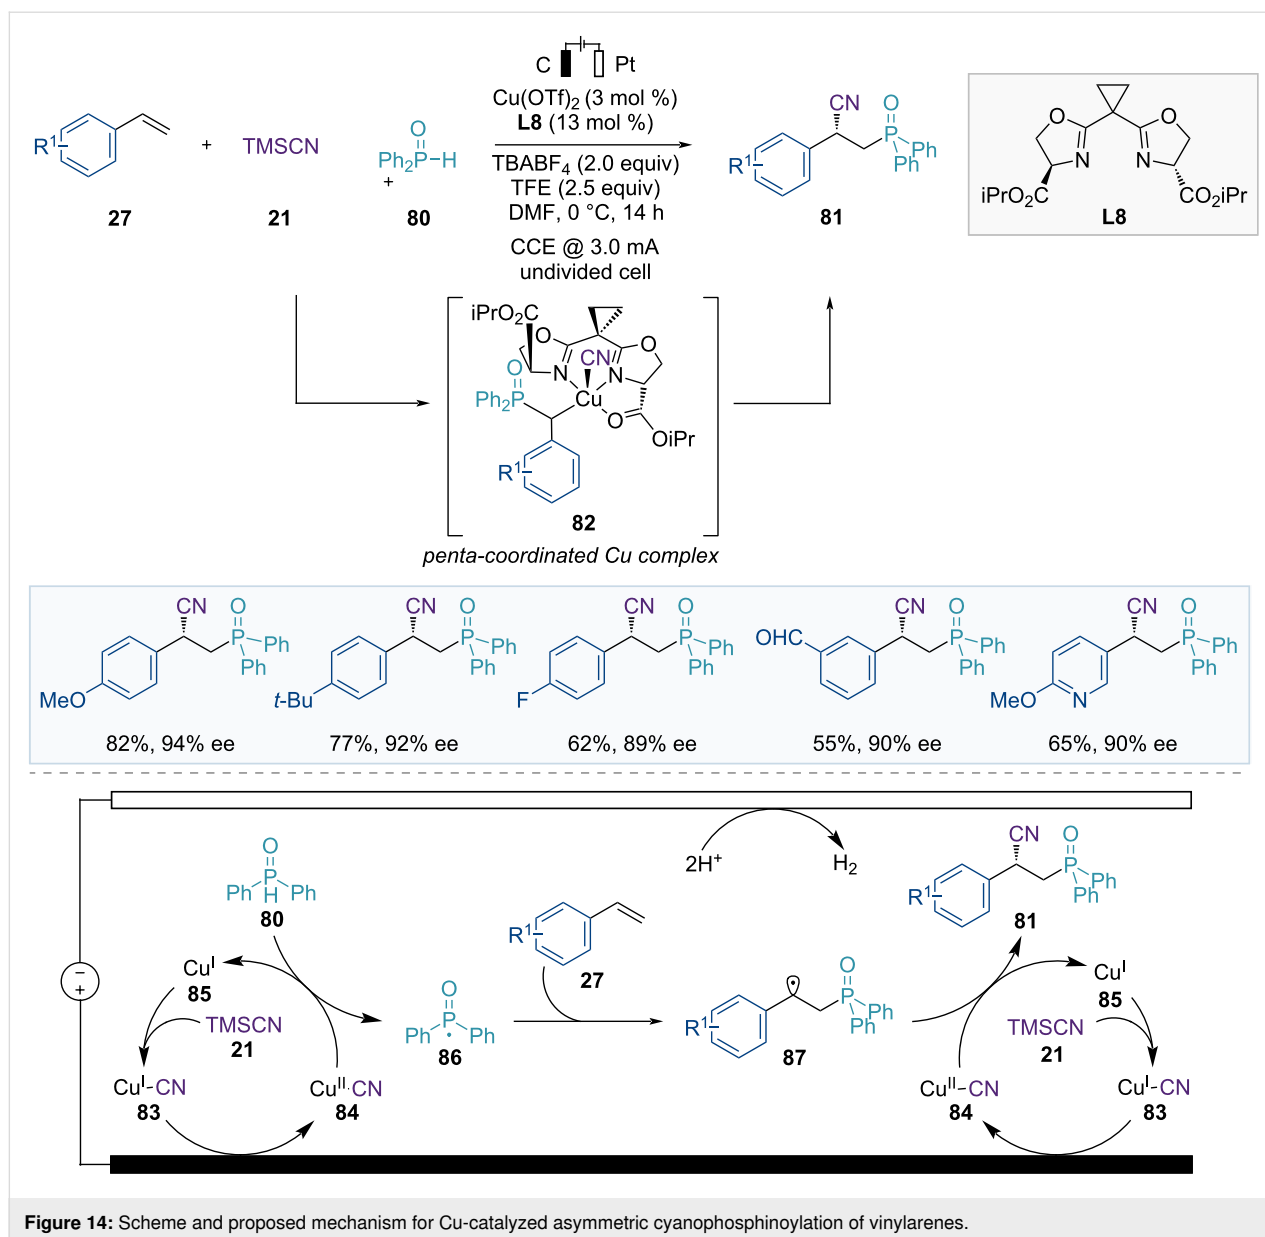 C Pt
Cu(OTf)2 (3 mol %)
L8 (13 mol %)
TBABF4 (2.0 equiv)
TFE (2.5 equiv)
DMF, 0 °C, 14 h
CCE @ 3.0 mA
undivided cell
R1
27
+
TMSCN
21
+
O
Ph2P-H
80
CN O
R1 P Ph
Ph
81
O O
N N
iPrO2C CO2iPr
L8
iPrO2C
O O
O CN
N N
Ph2P Cu
O
OiPr
R1
82
penta-coordinated Cu complex
CN O
P Ph
Ph
MeO
82%, 94% ee
CN O
P Ph
Ph
t-Bu
77%, 92% ee
CN O
P Ph
Ph
F
62%, 89% ee
CN O
OHC P Ph
Ph
55%, 90% ee
CN O
P Ph
Ph
MeO N
65%, 90% ee
2H+ H2
O
Ph P Ph
H
80
CuI
85
TMSCN
21
CuI-CN
83
CuII-CN
84
O
Ph P Ph
86
R1
27
O
R1 P Ph
Ph
87
CN O
R1 P Ph
Ph
81
CuI
85
TMSCN
21
CuII-CN
84
CuI-CN
83
−
+
Figure 14: Scheme and proposed mechanism for Cu-catalyzed asymmetric cyanophosphinoylation of vinylarenes.